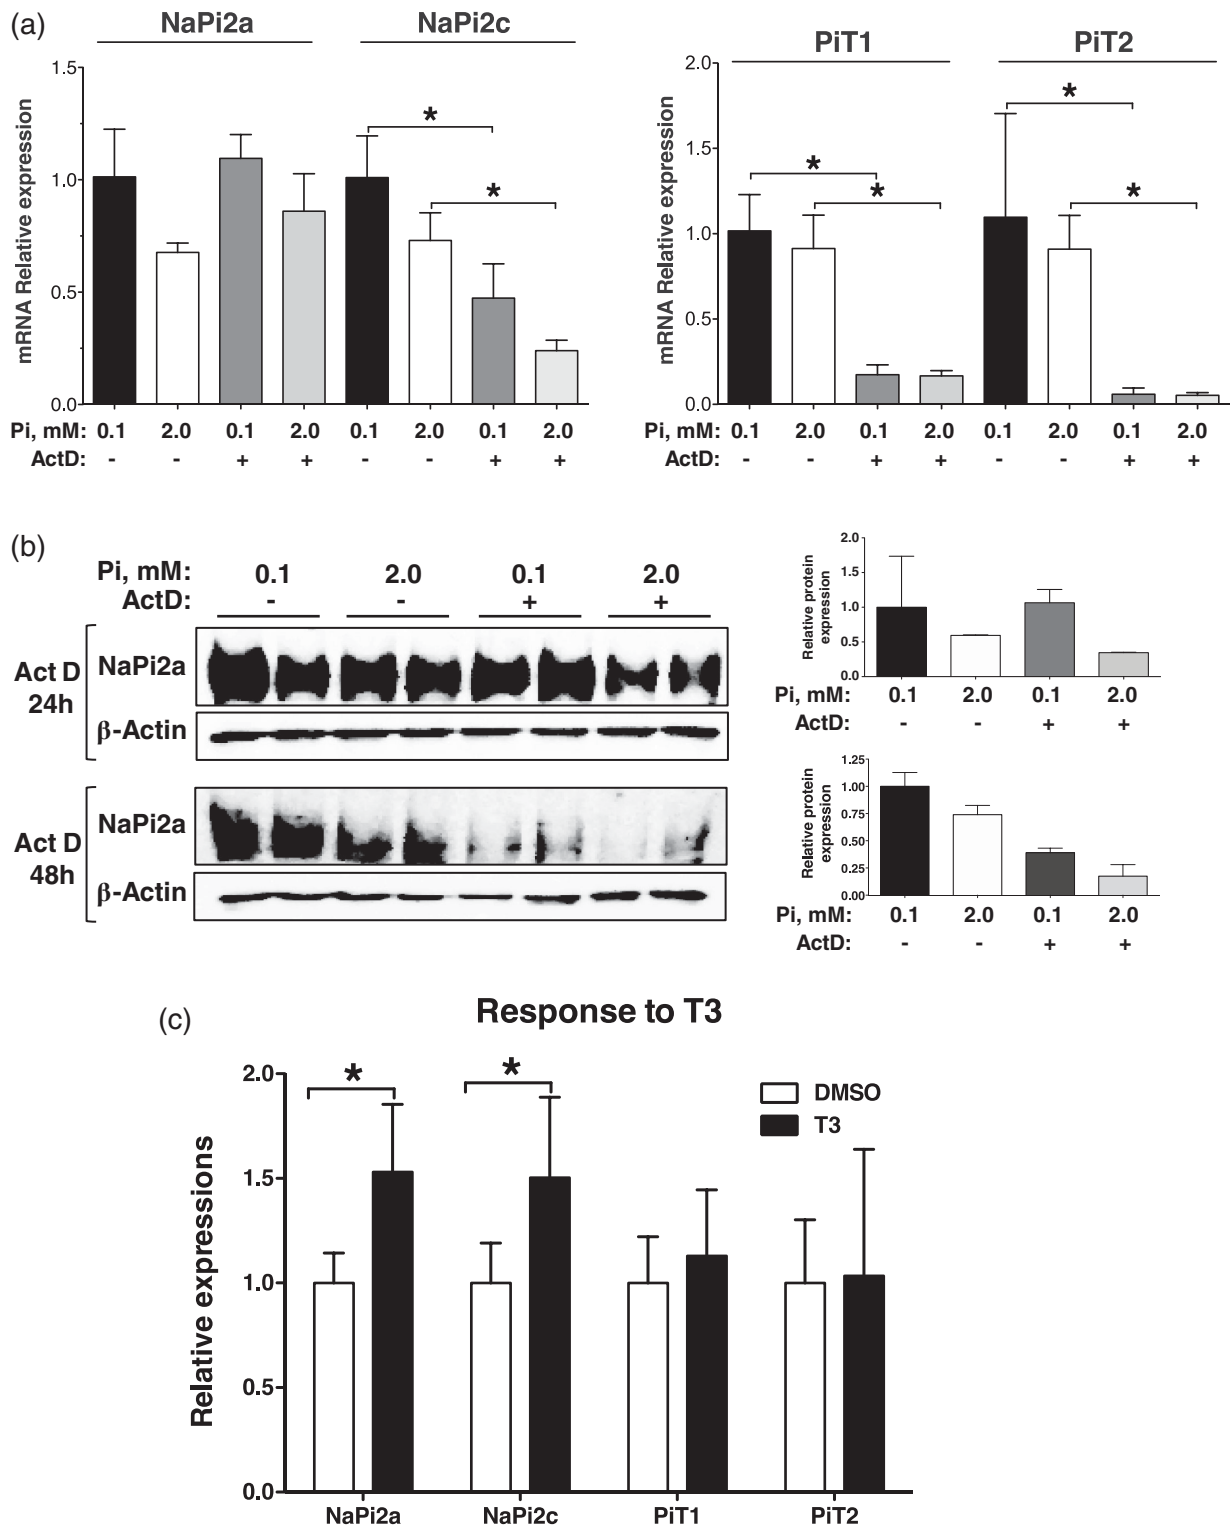 (a)
NaPi2a NaPi2c
mRNA Relative expression
1.5
1.0
0.5
0.0
* *
Pi, mM: 0.1 2.0 0.1 2.0 0.1 2.0 0.1 2.0
ActD: - - + + - - + +
PiT1 PiT2
mRNA Relative expression
2.0
1.5
1.0
0.5
0.0
* * * *
Pi, mM: 0.1 2.0 0.1 2.0 0.1 2.0 0.1 2.0
ActD: - - + + - - + +
(b)
Pi, mM: 0.1 2.0 0.1 2.0
ActD: - - + +
Act D
24h
NaPi2a
β-Actin
Act D
48h
NaPi2a
β-Actin
Relative protein
expression
2.0
1.5
1.0
0.5
0.0
Pi, mM: 0.1 2.0 0.1 2.0
ActD: - - + +
Relative protein
expression
1.25
1.00
0.75
0.50
0.25
0.00
Pi, mM: 0.1 2.0 0.1 2.0
ActD: - - + +
(c)
Response to T3
Relative expressions
2.0
1.5
1.0
0.5
0.0
* *
DMSO
T3
NaPi2a NaPi2c PiT1 PiT2